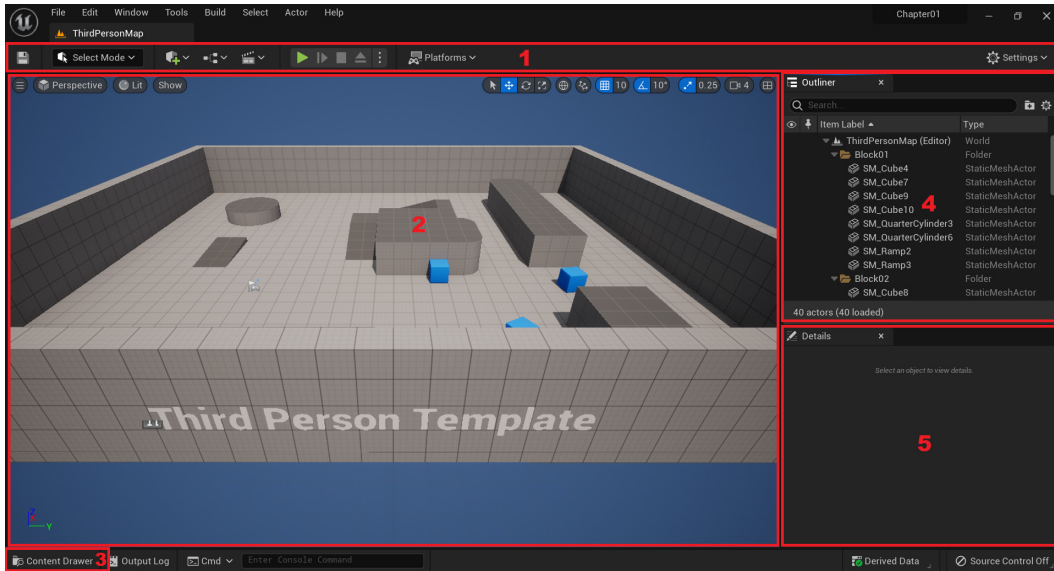 File Edit Window Tools Build Select Actor Help
Chapter01
ThirdPersonMap
Select Mode
Platforms
1
Settings
Perspective Lit Show
10 10° 0.25 4
Outliner
Search...
Item Label Type
ThirdPersonMap (Editor) World
Block01 Folder
SM_Cube4 StaticMeshActor
SM_Cube7 StaticMeshActor
SM_Cube9 StaticMeshActor
SM_Cube10 StaticMeshActor
4
SM_QuarterCylinder3 StaticMeshActor
SM_QuarterCylinder6 StaticMeshActor
SM_Ramp2 StaticMeshActor
SM_Ramp3 StaticMeshActor
Block02 Folder
SM_Cube8 StaticMeshActor
40 actors (40 loaded)
2
Third Person Template
Z
X
Y
Details
Select an object to view details.
5
Content Drawer 3 Output Log Cmd Enter Console Command Derived Data Source Control Off